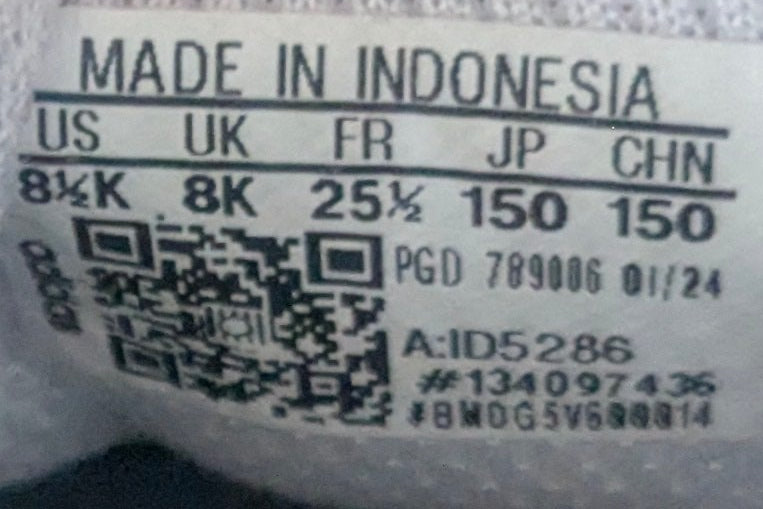 MADE IN INDONESIA
US UK FR JP CHN
8½K 8K 25½ 150 150
PGD 789006 01/24
adidas
A:ID5286
#134097436